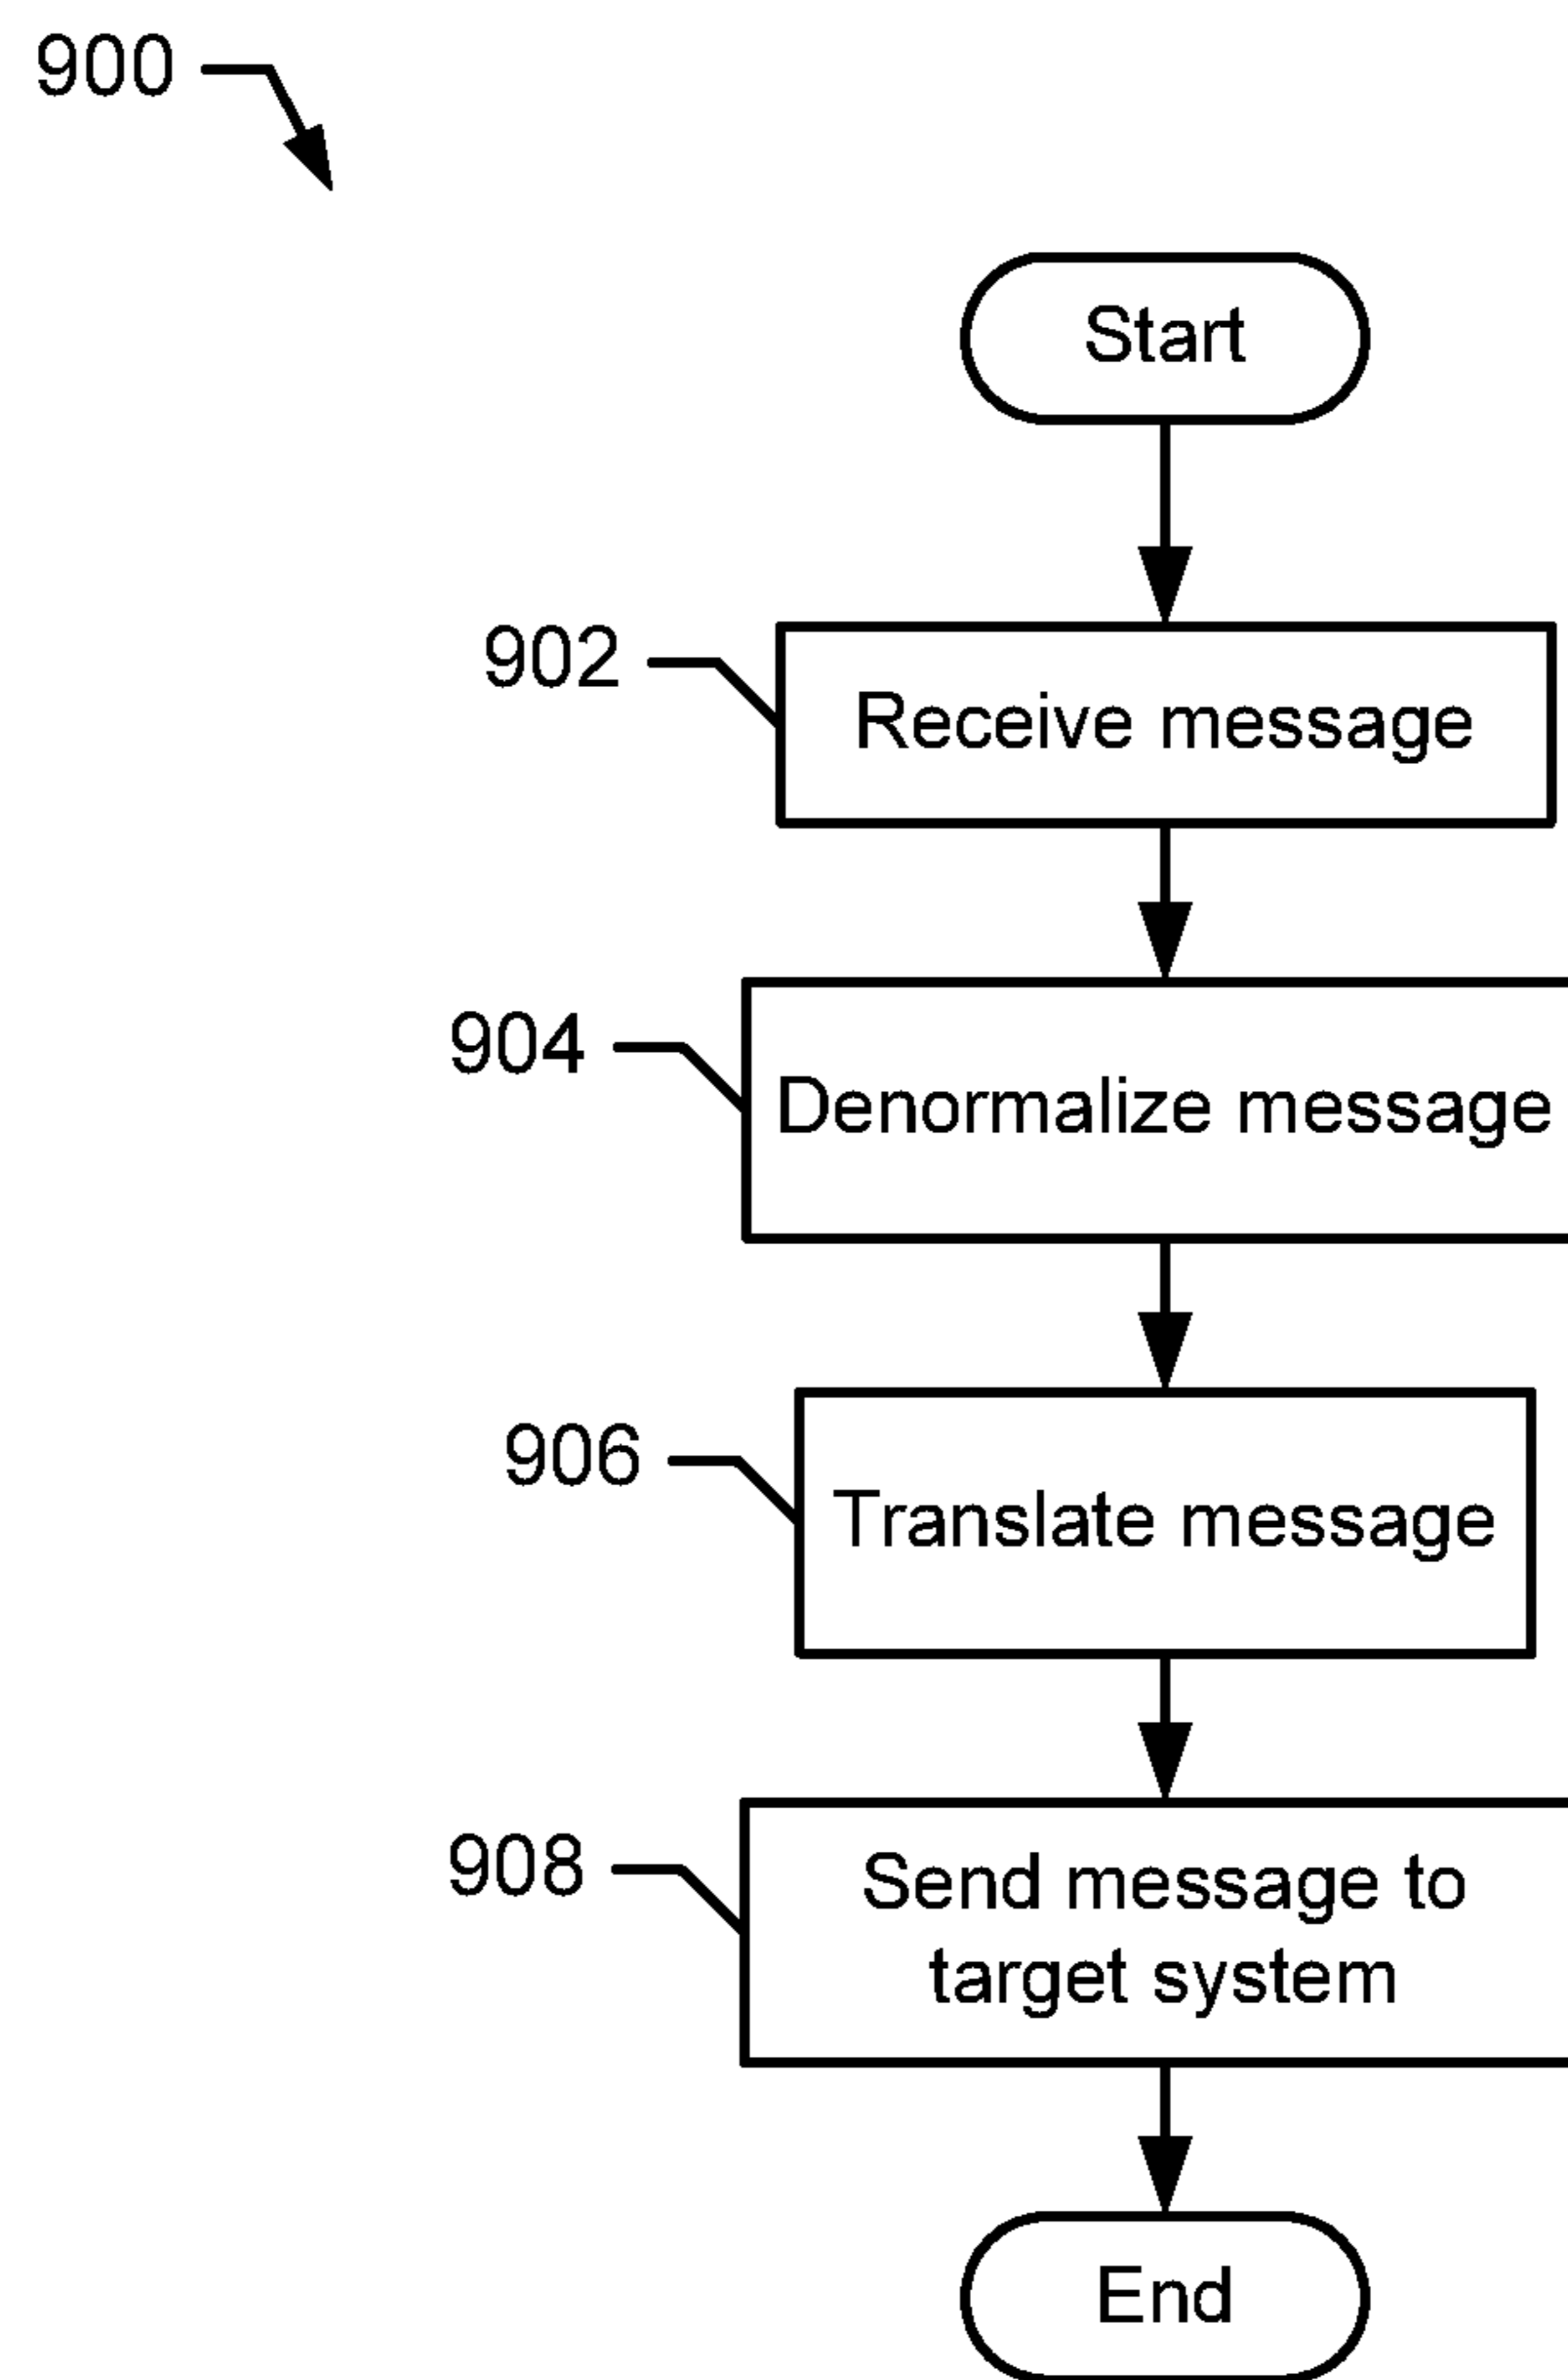 900
Start
902
Receive message
904
Denormalize message
906
Translate message
908
Send message to
target system
End